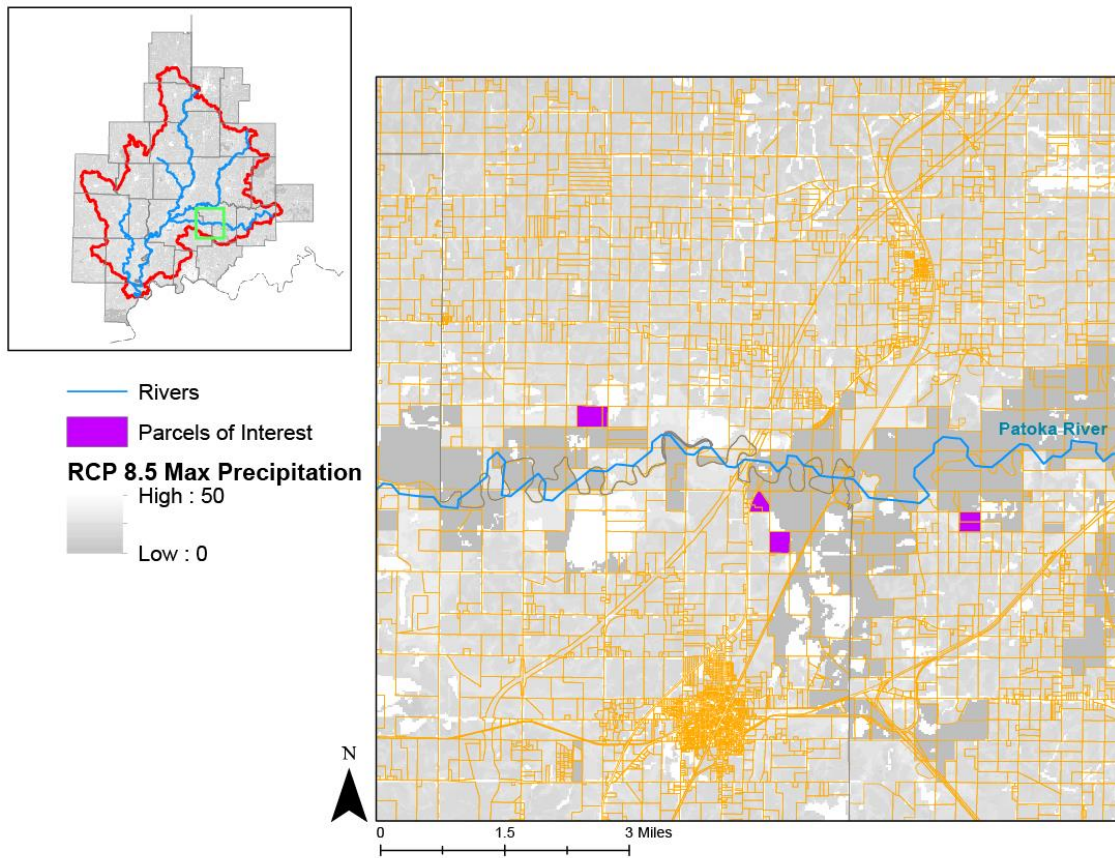 Rivers
Parcels of Interest
RCP 8.5 Max Precipitation
High : 50
Low : 0
Patoka River
N
0 1.5 3 Miles